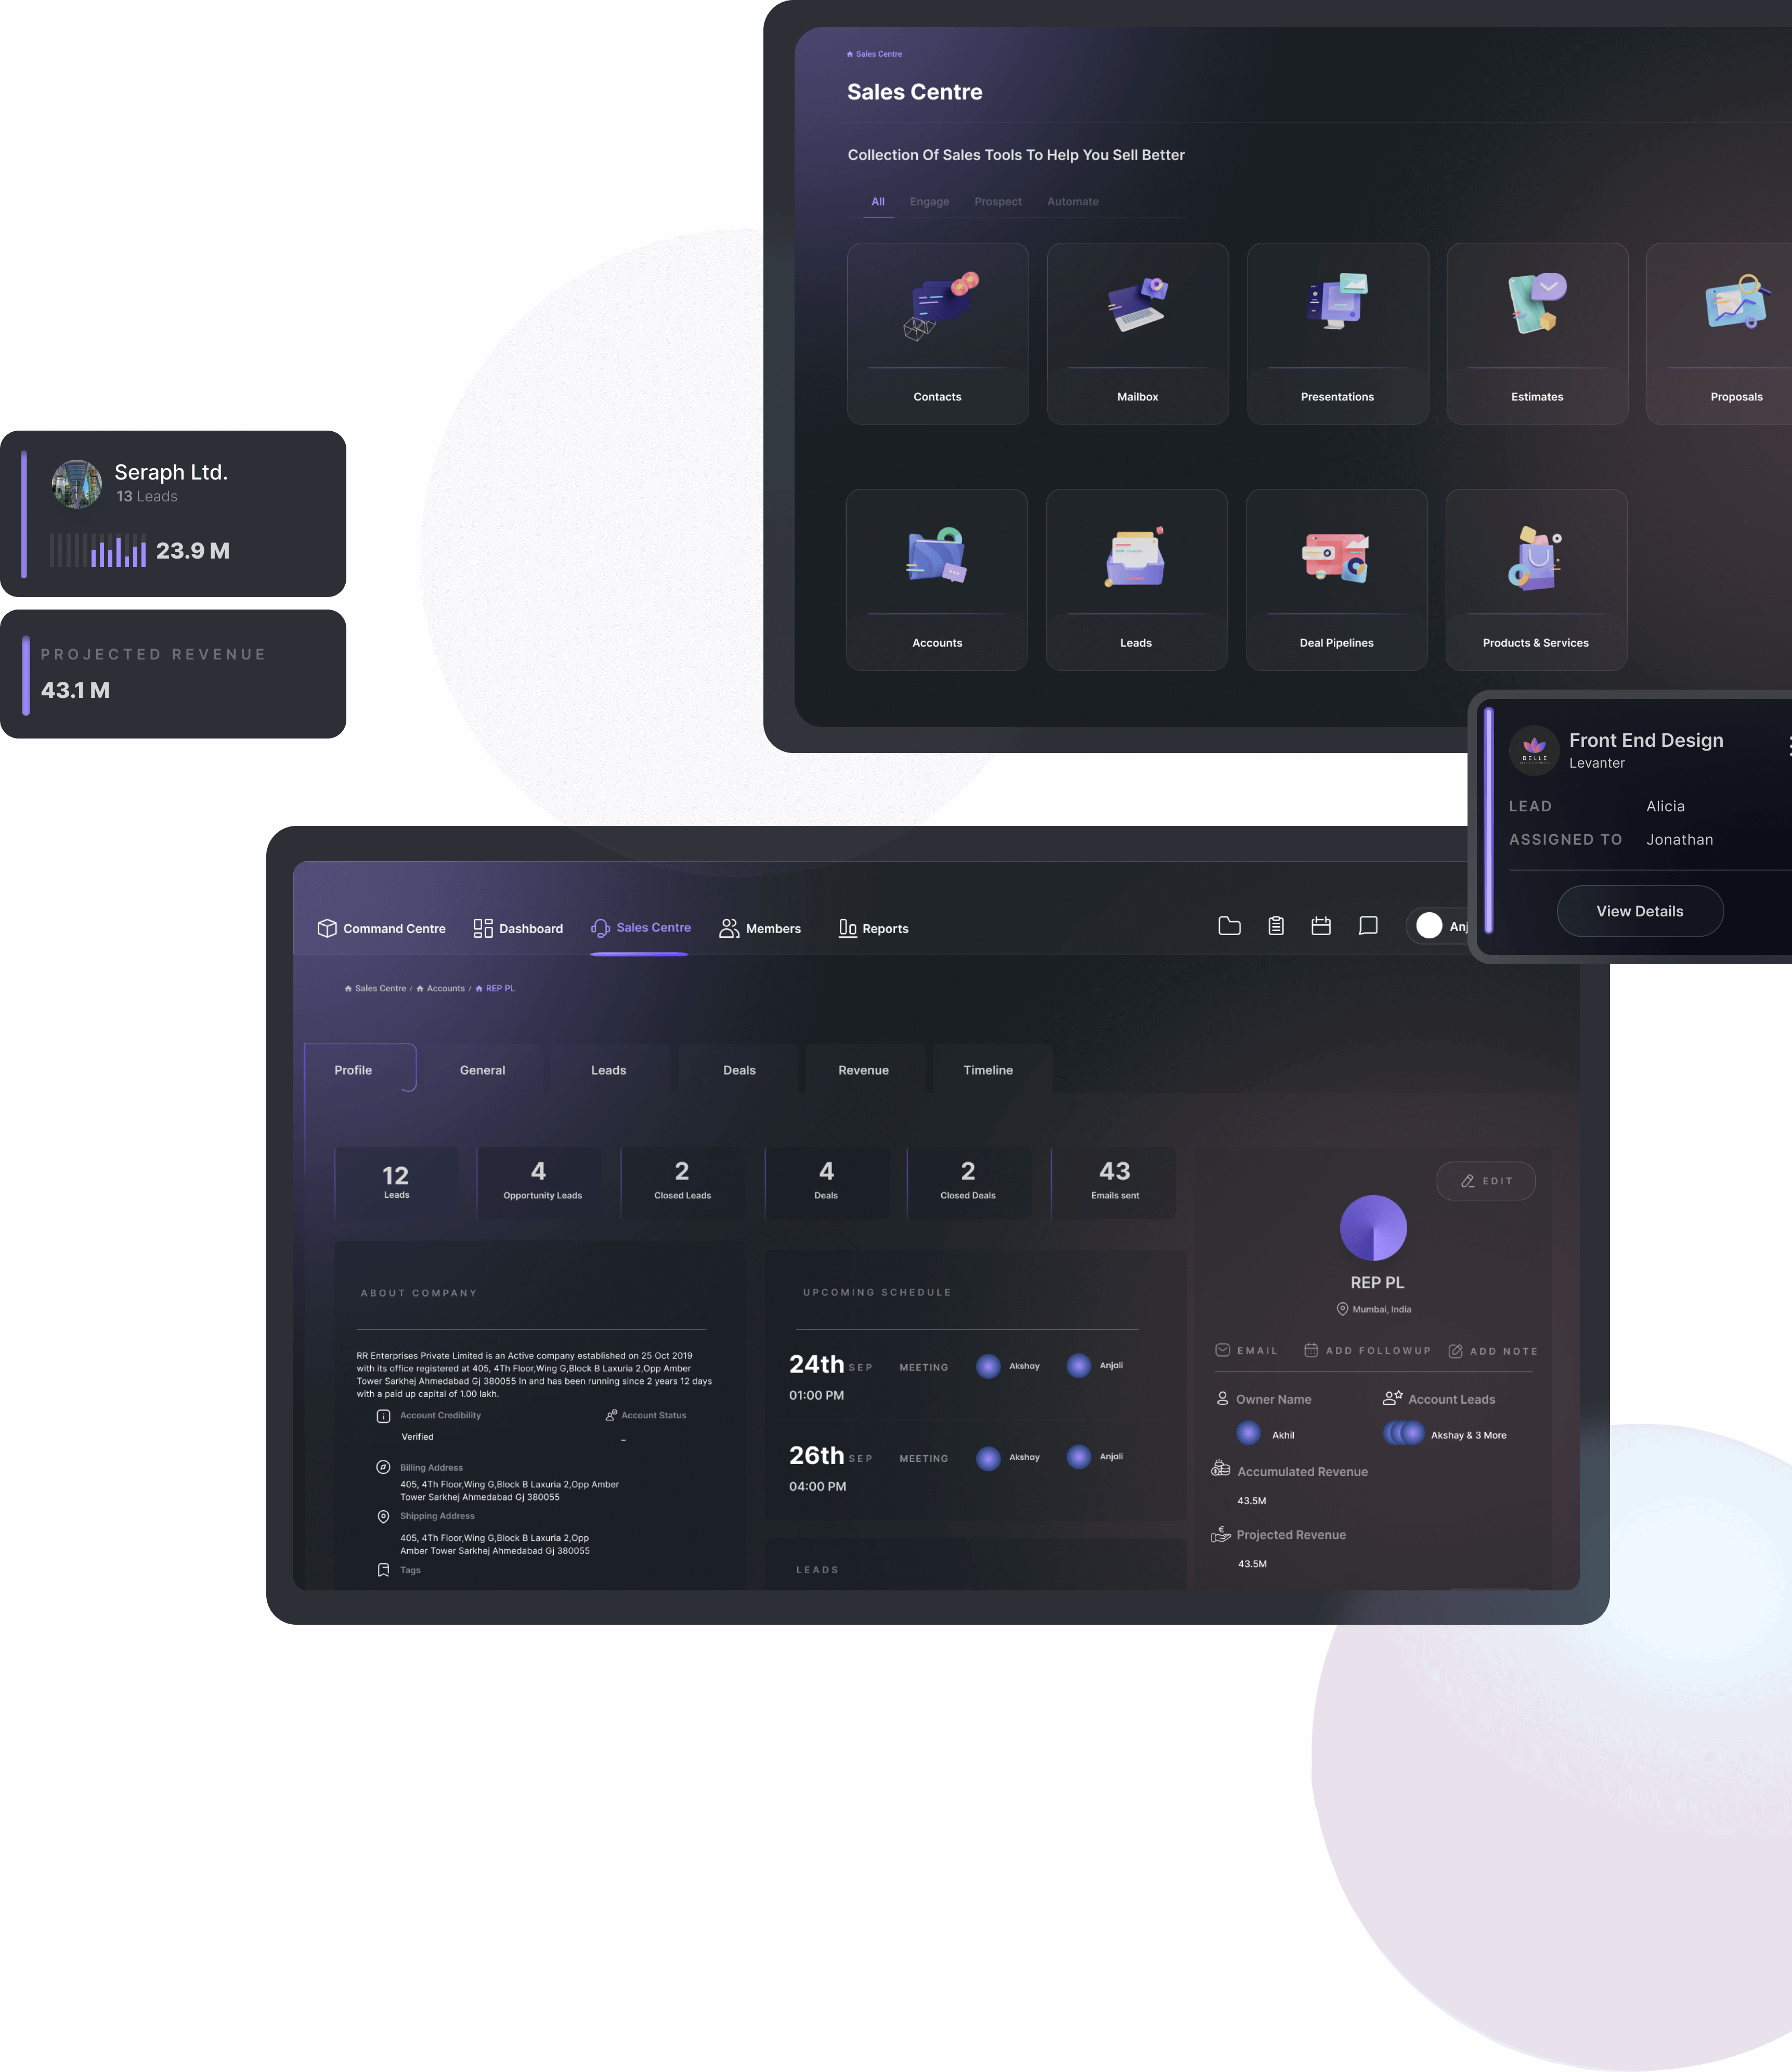 Sales Centre
Sales Centre
Collection Of Sales Tools To Help You Sell Better
All Engage Prospect Automate
Contacts Mailbox Presentations Estimates Proposals
Accounts Leads Deal Pipelines Products & Services
Seraph Ltd.
13 Leads
23.9 M
PROJECTED REVENUE
43.1 M
BELLE
Front End Design
Levanter
LEAD Alicia
ASSIGNED TO Jonathan
View Details
Command Centre Dashboard Sales Centre Members Reports Anj
Sales Centre / Accounts / REP PL
Profile General Leads Deals Revenue Timeline
12 4 2 4 2 43
Leads Opportunity Leads Closed Leads Deals Closed Deals Emails sent
ABOUT COMPANY
RR Enterprises Private Limited is an Active company established on 25 Oct 2019
with its office registered at 405, 4Th Floor,Wing G,Block B Laxuria 2,Opp Amber
Tower Sarkhej Ahmedabad Gj 380055 In and has been running since 2 years 12 days
with a paid up capital of 1.00 lakh.
Account Credibility Account Status
Verified –
Billing Address
405, 4Th Floor,Wing G,Block B Laxuria 2,Opp Amber
Tower Sarkhej Ahmedabad Gj 380055
Shipping Address
405, 4Th Floor,Wing G,Block B Laxuria 2,Opp
Amber Tower Sarkhej Ahmedabad Gj 380055
Tags
UPCOMING SCHEDULE
24th SEP MEETING Akshay Anjali
01:00 PM
26th SEP MEETING Akshay Anjali
04:00 PM
LEADS
EDIT
REP PL
Mumbai, India
EMAIL ADD FOLLOWUP ADD NOTE
Owner Name Account Leads
Akhil Akshay & 3 More
Accumulated Revenue
43.5M
Projected Revenue
43.5M